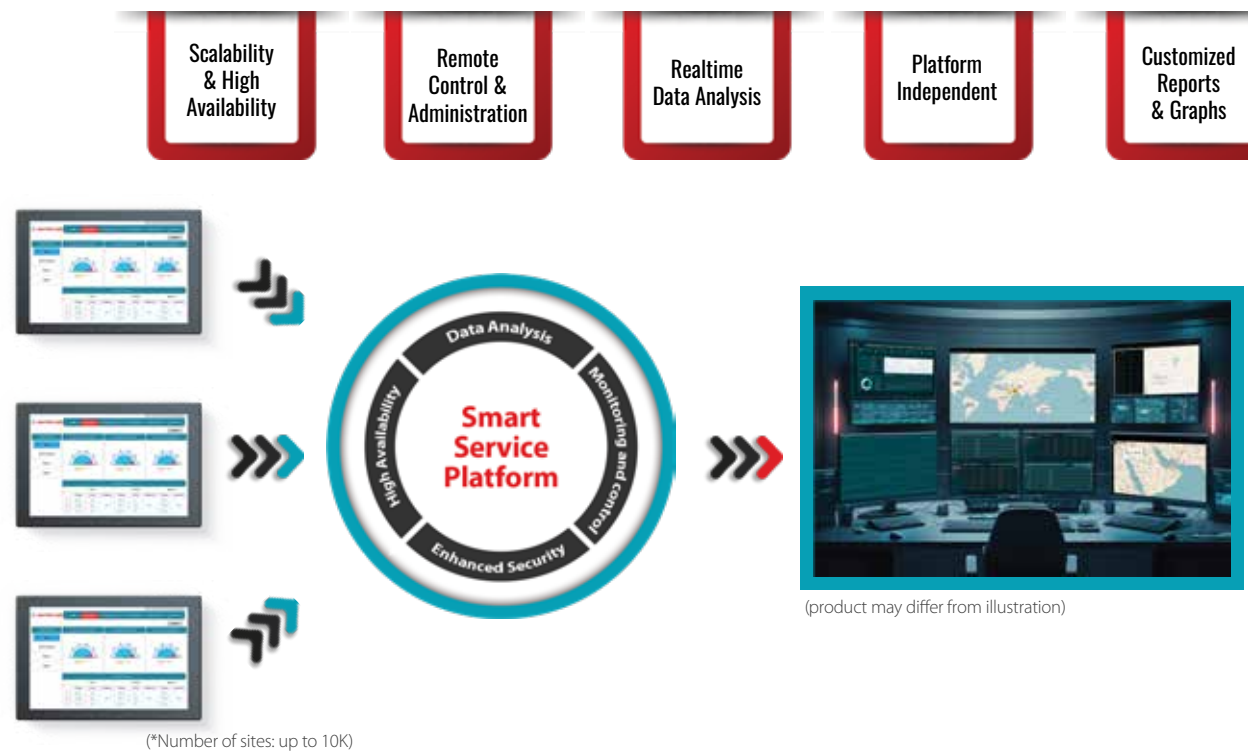 Scalability
& High
Availability
Remote
Control &
Administration
Realtime
Data Analysis
Platform
Independent
Customized
Reports
& Graphs
Data Analysis
Monitoring and control
High Availability
Enhanced Security
Smart
Service
Platform
(product may differ from illustration)
(*Number of sites: up to 10K)